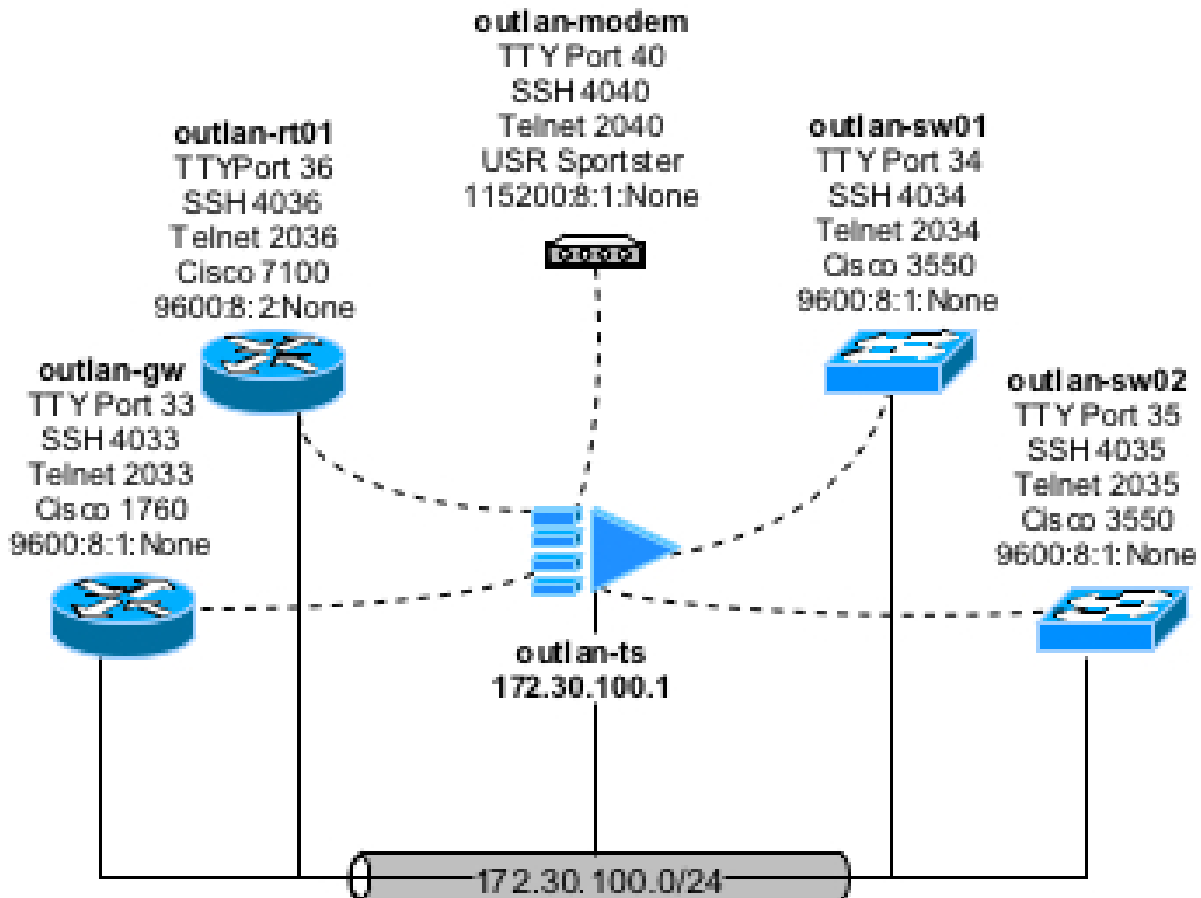 outlan-modem
TTY Port 40
SSH 4040
Telnet 2040
USR Sportster
115200:8:1:None
outlan-rt01
TTYPort 36
SSH 4036
Telnet 2036
Cisco 7100
9600:8:2:None
outlan-sw01
TTY Port 34
SSH 4034
Telnet 2034
Cisco 3550
9600:8:1:None
outlan-gw
TTY Port 33
SSH 4033
Telnet 2033
Cisco 1760
9600:8:1:None
outlan-sw02
TTY Port 35
SSH 4035
Telnet 2035
Cisco 3550
9600:8:1:None
outlan-ts
172.30.100.1
172.30.100.0/24